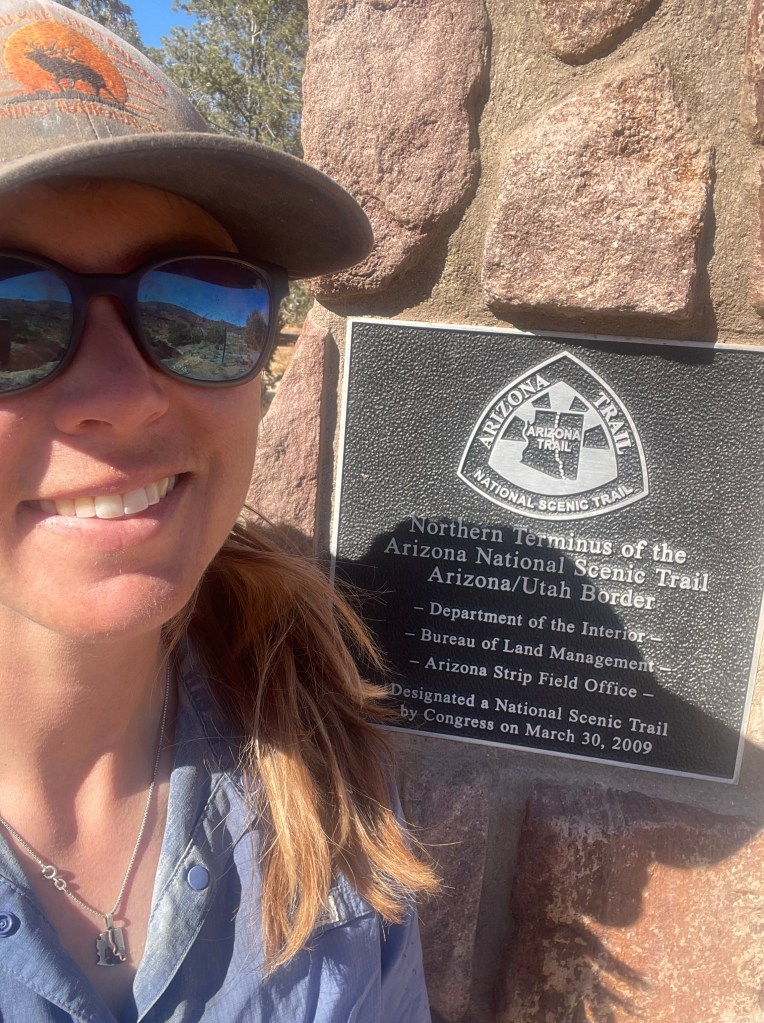 ARIZONA TRAIL
ARIZONA
TRAIL
NATIONAL SCENIC TRAIL
Northern Terminus of the
Arizona National Scenic Trail
Arizona/Utah Border
– Department of the Interior –
– Bureau of Land Management –
– Arizona Strip Field Office –
Designated a National Scenic Trail
by Congress on March 30, 2009